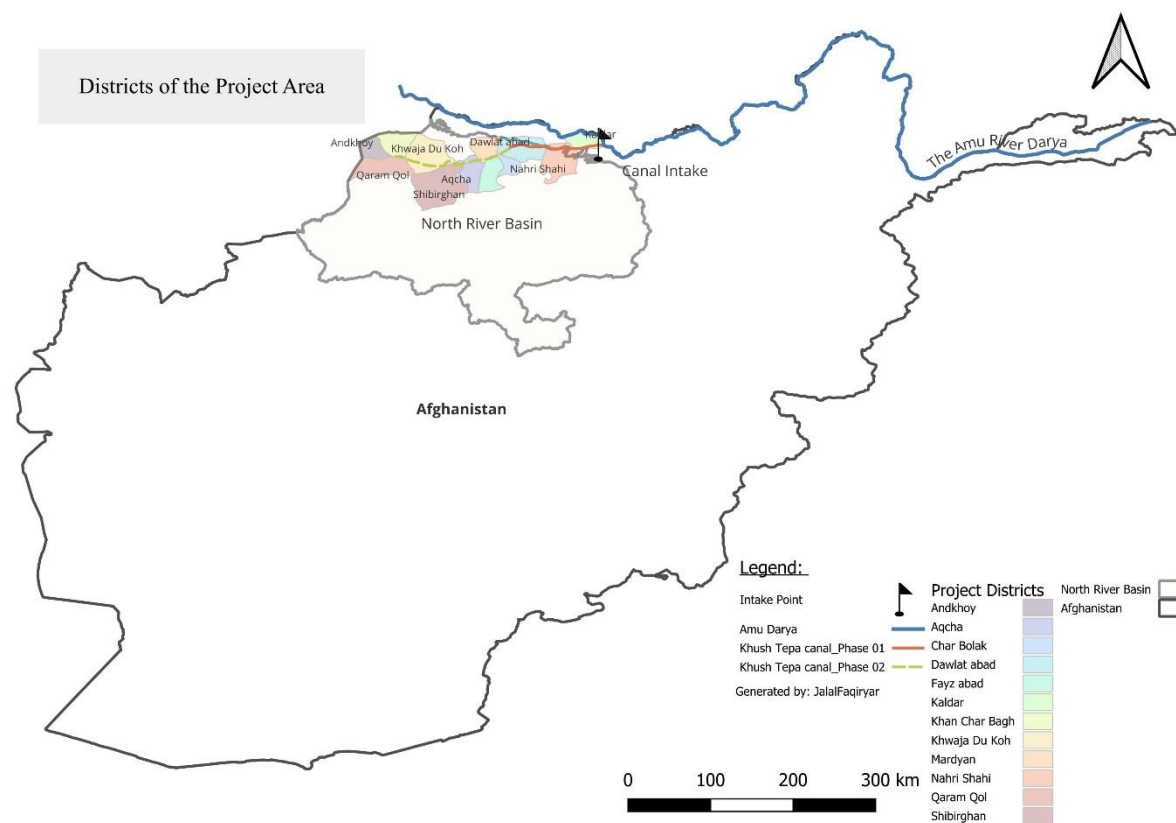 Districts of the Project Area
The Amu River Darya
Kaldar
Andkhoy
Dawlat abad
Khwaja Du Koh
Canal Intake
Nahri Shahi
Qaram Qol
Aqcha
Shibirghan
North River Basin
Afghanistan
Legend:
Intake Point
Amu Darya
Khush Tepa canal_Phase 01
Khush Tepa canal_Phase 02
Generated by: JalalFaqiryar
Project Districts
Andkhoy
Aqcha
Char Bolak
Dawlat abad
Fayz abad
Kaldar
Khan Char Bagh
Khwaja Du Koh
Mardyan
Nahri Shahi
Qaram Qol
Shibirghan
North River Basin
Afghanistan
0 100 200 300 km